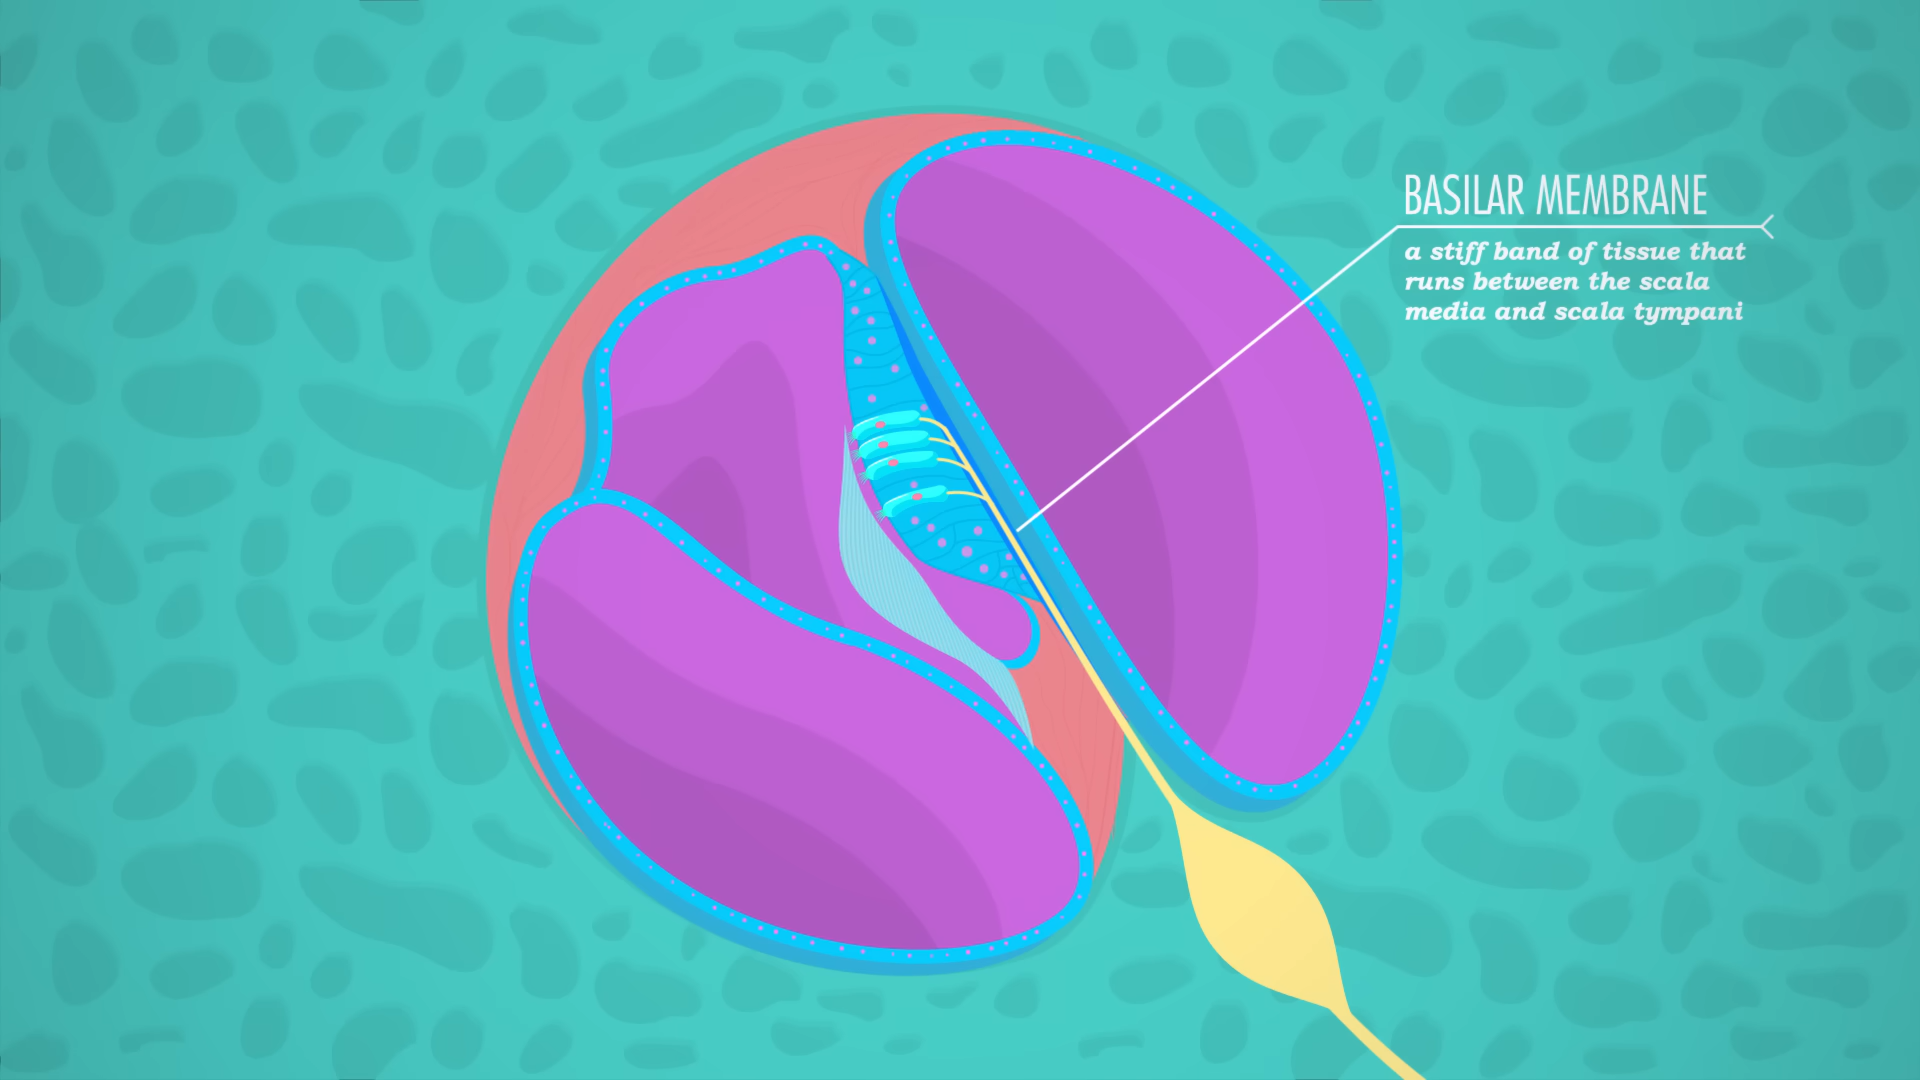 BASILAR MEMBRANE
a stiff band of tissue that
runs between the scala
media and scala tympani